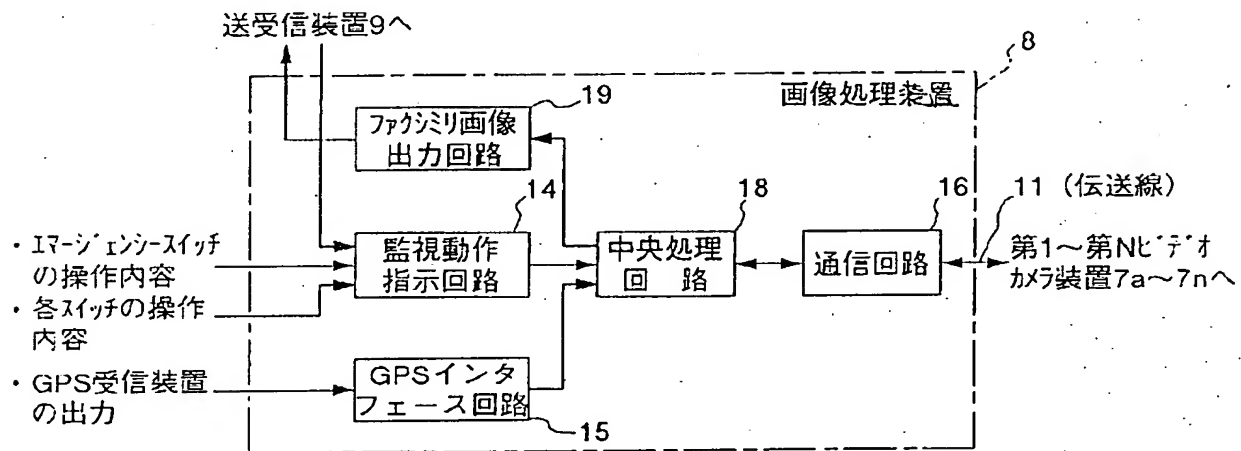 送受信装置9へ
8
画像処理装置
19
ファクシミリ画像
出力回路
14
監視動作
指示回路
18
中央処理
回 路
16
通信回路
11 (伝送線)
第1～第Nビデオ
カメラ装置7a～7nへ
・エマージェンシースイッチ
の操作内容
・各スイッチの操作
内容
・GPS受信装置
の出力
GPSインタ
フェース回路
15